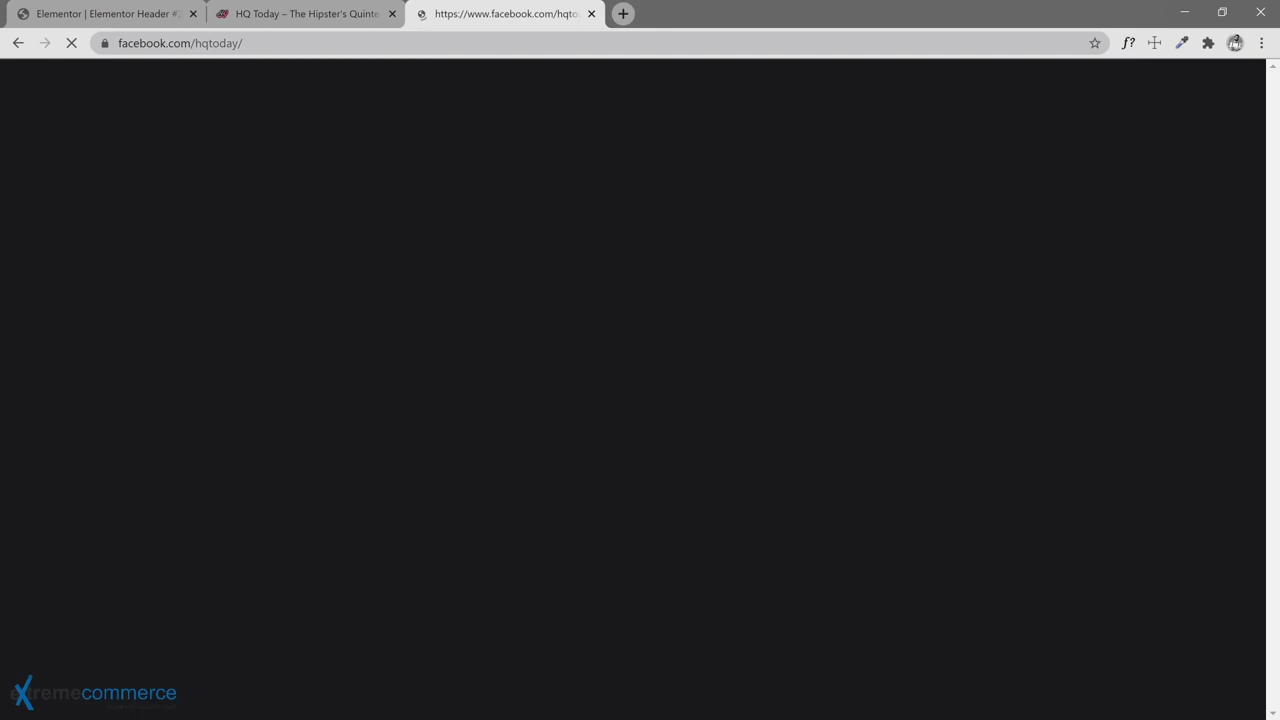 Elementor | Elementor Header #
HQ Today – The Hipster's Quinte
https://www.facebook.com/hqto
facebook.com/hqtoday/
f?
extremecommerce